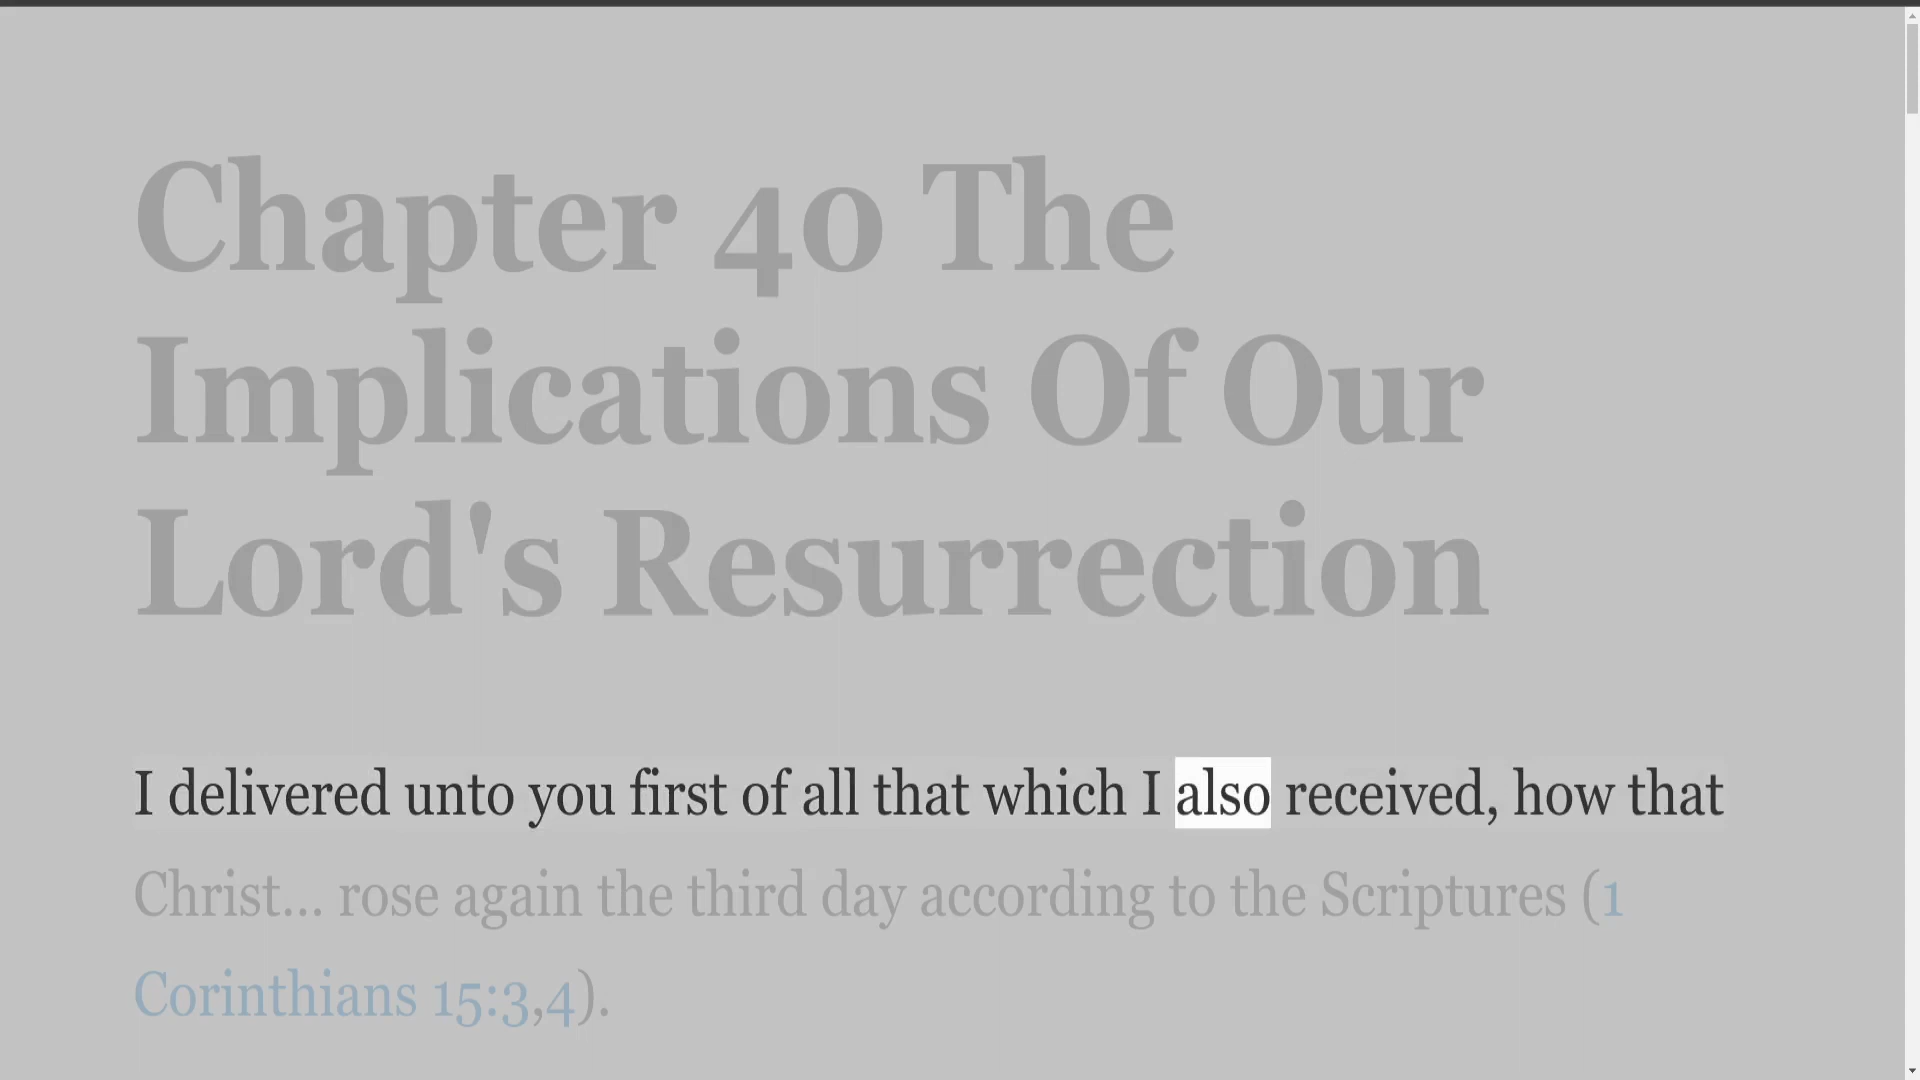 Chapter 40 The
Implications Of Our
Lord's Resurrection
I delivered unto you first of all that which I also received, how that
Christ... rose again the third day according to the Scriptures (1
Corinthians 15:3,4).